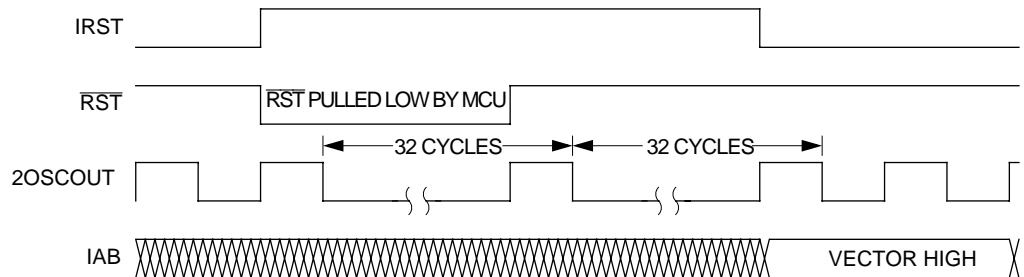 IRST
RST
RST PULLED LOW BY MCU
32 CYCLES
32 CYCLES
2OSCOUT
IAB
VECTOR HIGH